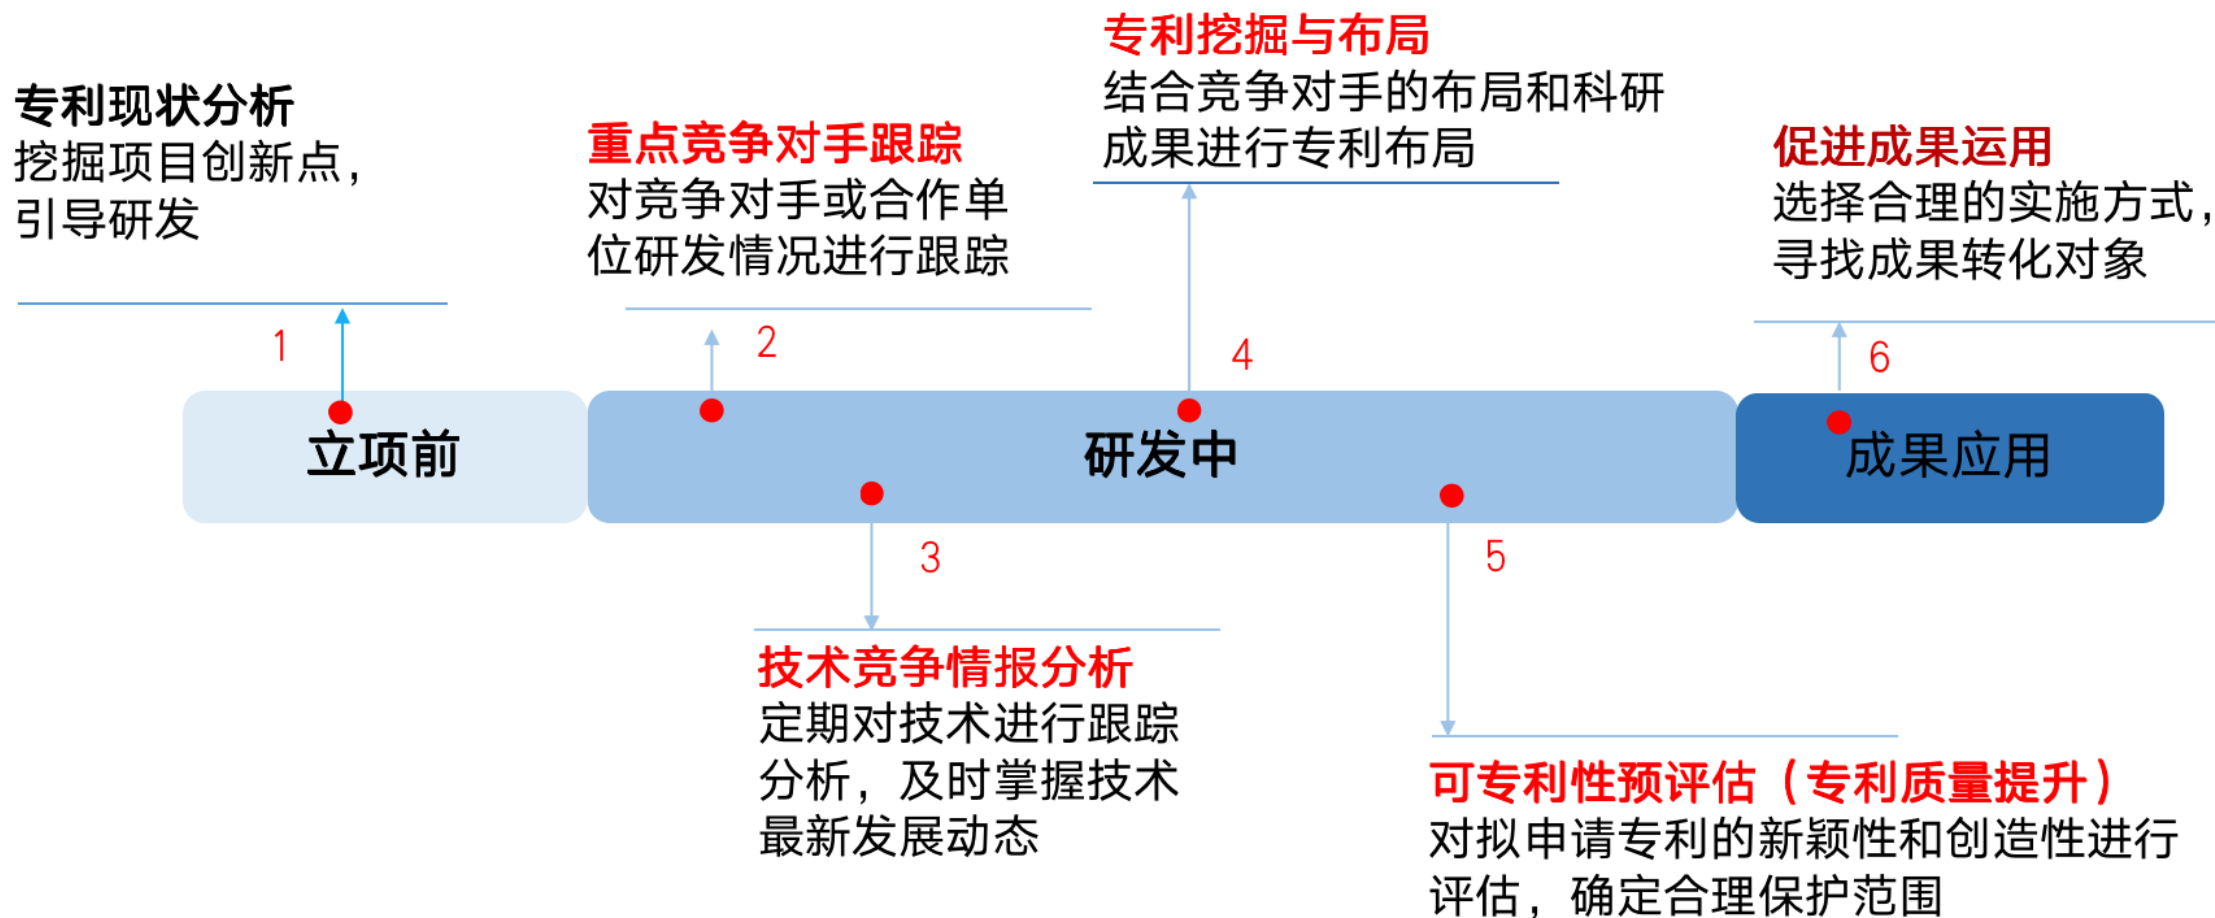 专利现状分析
挖掘项目创新点，
引导研发
1
重点竞争对手跟踪
对竞争对手或合作单
位研发情况进行跟踪
2
专利挖掘与布局
结合竞争对手的布局和科研
成果进行专利布局
4
促进成果运用
选择合理的实施方式，
寻找成果转化对象
6
立项前
研发中
成果应用
3
技术竞争情报分析
定期对技术进行跟踪
分析，及时掌握技术
最新发展动态
5
可专利性预评估（专利质量提升）
对拟申请专利的新颖性和创造性进行
评估，确定合理保护范围